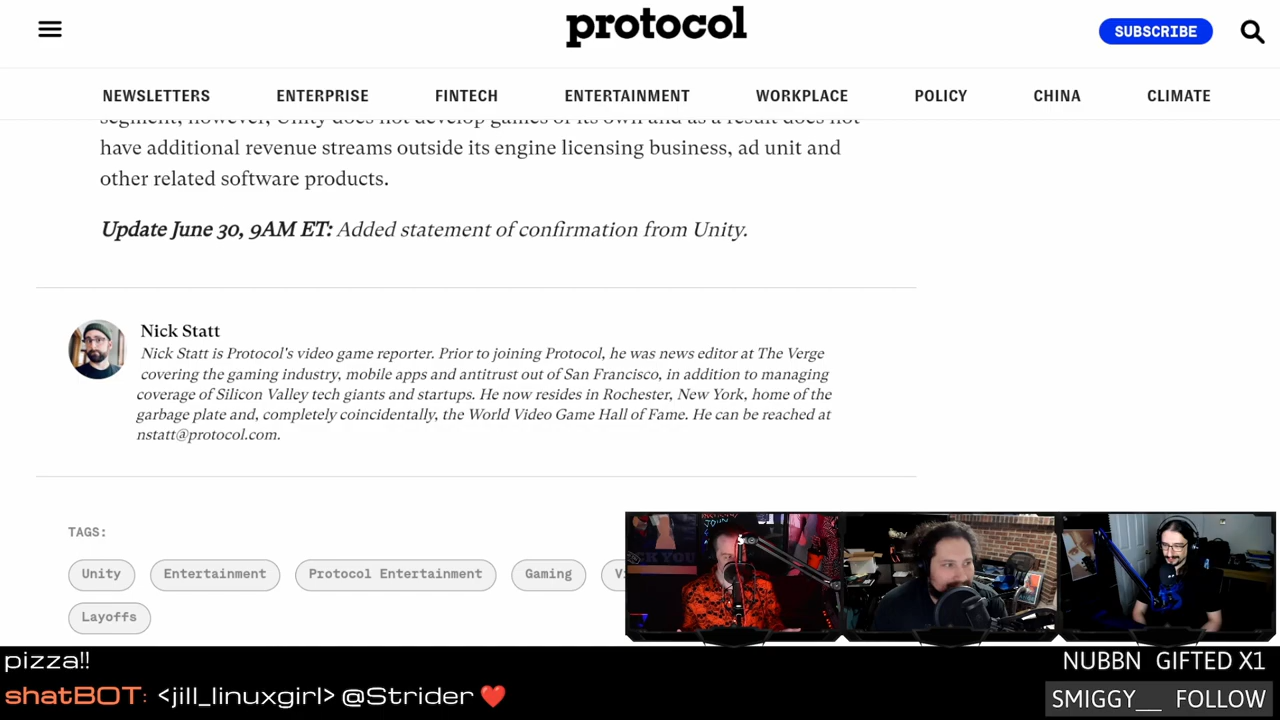 protocol
SUBSCRIBE
NEWSLETTERS ENTERPRISE FINTECH ENTERTAINMENT WORKPLACE POLICY CHINA CLIMATE
segment, however, Unity does not develop games of its own and as a result does not
have additional revenue streams outside its engine licensing business, ad unit and
other related software products.
Update June 30, 9AM ET: Added statement of confirmation from Unity.
Nick Statt
Nick Statt is Protocol's video game reporter. Prior to joining Protocol, he was news editor at The Verge
covering the gaming industry, mobile apps and antitrust out of San Francisco, in addition to managing
coverage of Silicon Valley tech giants and startups. He now resides in Rochester, New York, home of the
garbage plate and, completely coincidentally, the World Video Game Hall of Fame. He can be reached at
nstatt@protocol.com.
TAGS:
Unity Entertainment Protocol Entertainment Gaming
Layoffs
pizza!!
shatBOT: <jill_linuxgirl> @Strider ❤️
NUBBN GIFTED X1
SMIGGY__ FOLLOW